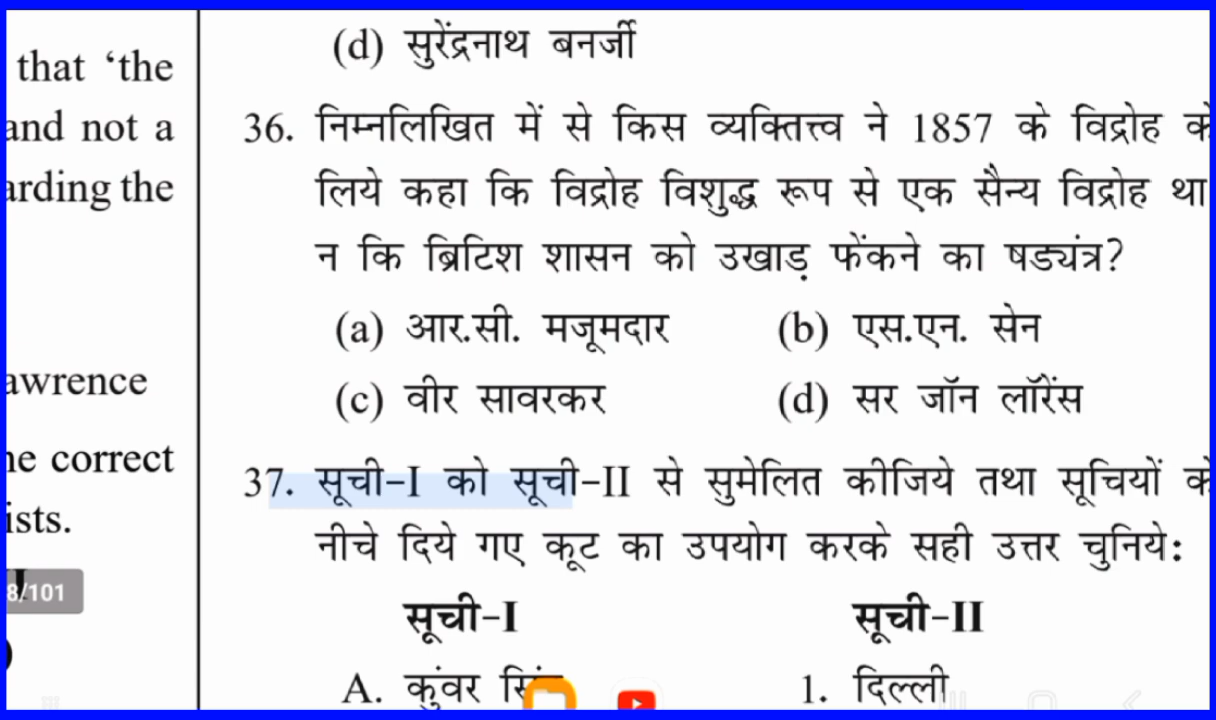 that ‘the
and not a
arding the
awrence
ne correct
ists.
8/101
(d) सुरेंद्रनाथ बनर्जी
36. निम्नलिखित में से किस व्यक्तित्त्व ने 1857 के विद्रोह के
लिये कहा कि विद्रोह विशुद्ध रूप से एक सैन्य विद्रोह था
न कि ब्रिटिश शासन को उखाड़ फेंकने का षड्यंत्र?
(a) आर.सी. मजूमदार (b) एस.एन. सेन
(c) वीर सावरकर (d) सर जॉन लॉरेंस
37. सूची-I को सूची-II से सुमेलित कीजिये तथा सूचियों के
नीचे दिये गए कूट का उपयोग करके सही उत्तर चुनिये:
सूची-I सूची-II
A. कुंवर 1. दिल्ली